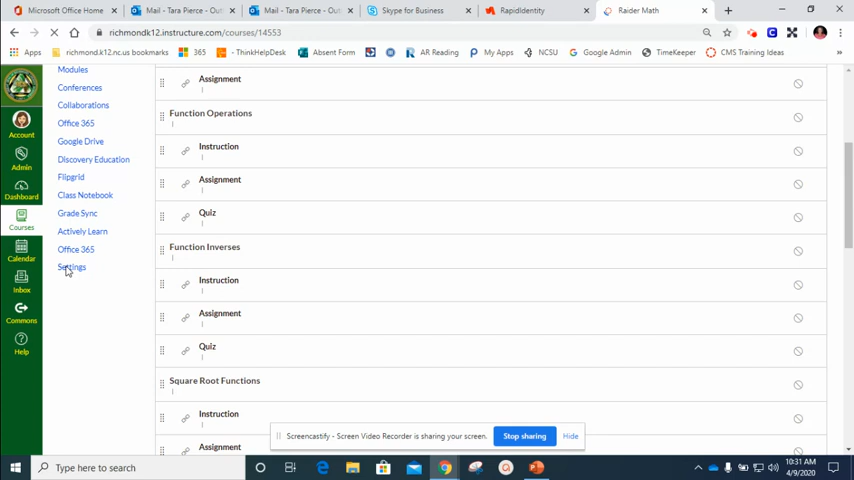 Microsoft Office Home
Mail - Tara Pierce - Outl
Mail - Tara Pierce - Outl
Skype for Business
RapidIdentity
Raider Math
richmondk12.instructure.com/courses/14553
Apps
richmond.k12.nc.us bookmarks
365
- ThinkHelpDesk
Absent Form
AR Reading
My Apps
NCSU
Google Admin
TimeKeeper
CMS Training Ideas
Account
Admin
Dashboard
Courses
Calendar
Inbox
Commons
Help
Modules
Conferences
Collaborations
Office 365
Google Drive
Discovery Education
Flipgrid
Class Notebook
Grade Sync
Actively Learn
Office 365
Settings
Assignment
Function Operations
Instruction
Assignment
Quiz
Function Inverses
Instruction
Assignment
Quiz
Square Root Functions
Instruction
Assignment
Screencastify - Screen Video Recorder is sharing your screen.
Stop sharing
Hide
Type here to search
10:31 AM
4/9/2020